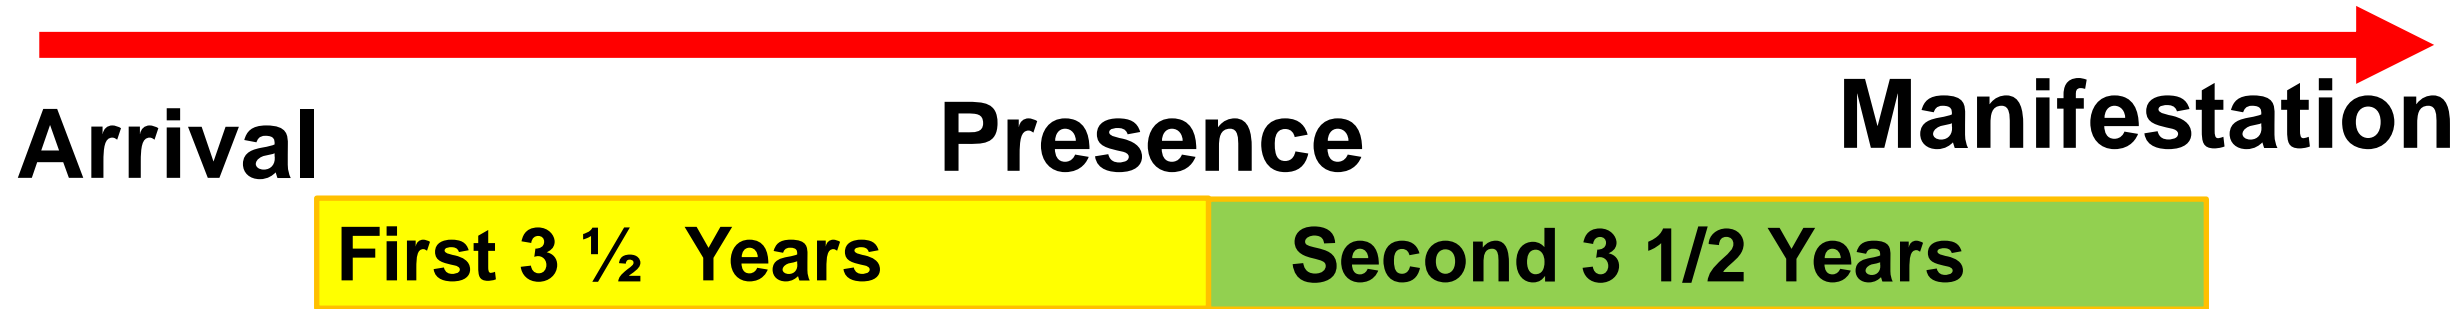 Arrival Presence Manifestation
First 3 ½ Years Second 3 1/2 Years